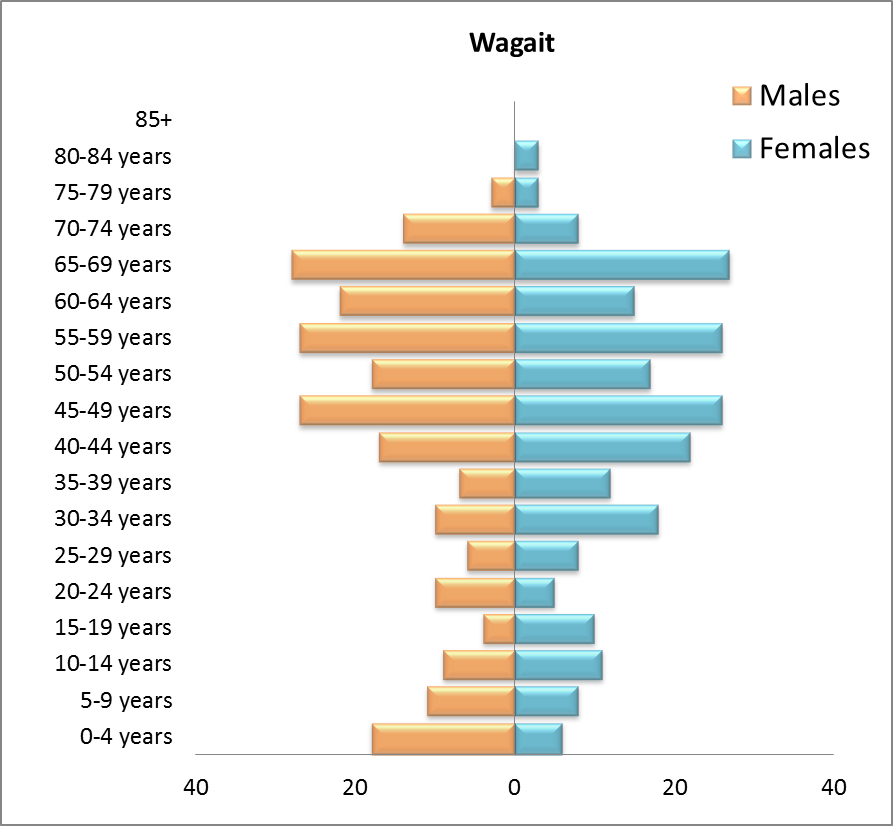 Wagait
Males
Females
85+
80-84 years
75-79 years
70-74 years
65-69 years
60-64 years
55-59 years
50-54 years
45-49 years
40-44 years
35-39 years
30-34 years
25-29 years
20-24 years
15-19 years
10-14 years
5-9 years
0-4 years
40 20 0 20 40